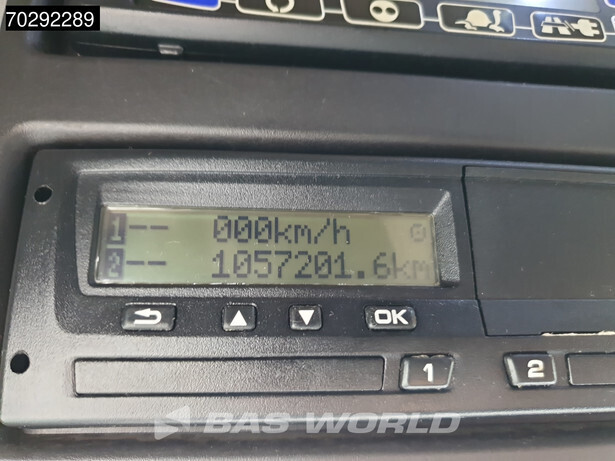 70292289
1 -- 000km/h
2 -- 1057201.6km
OK
1 2
BAS WORLD